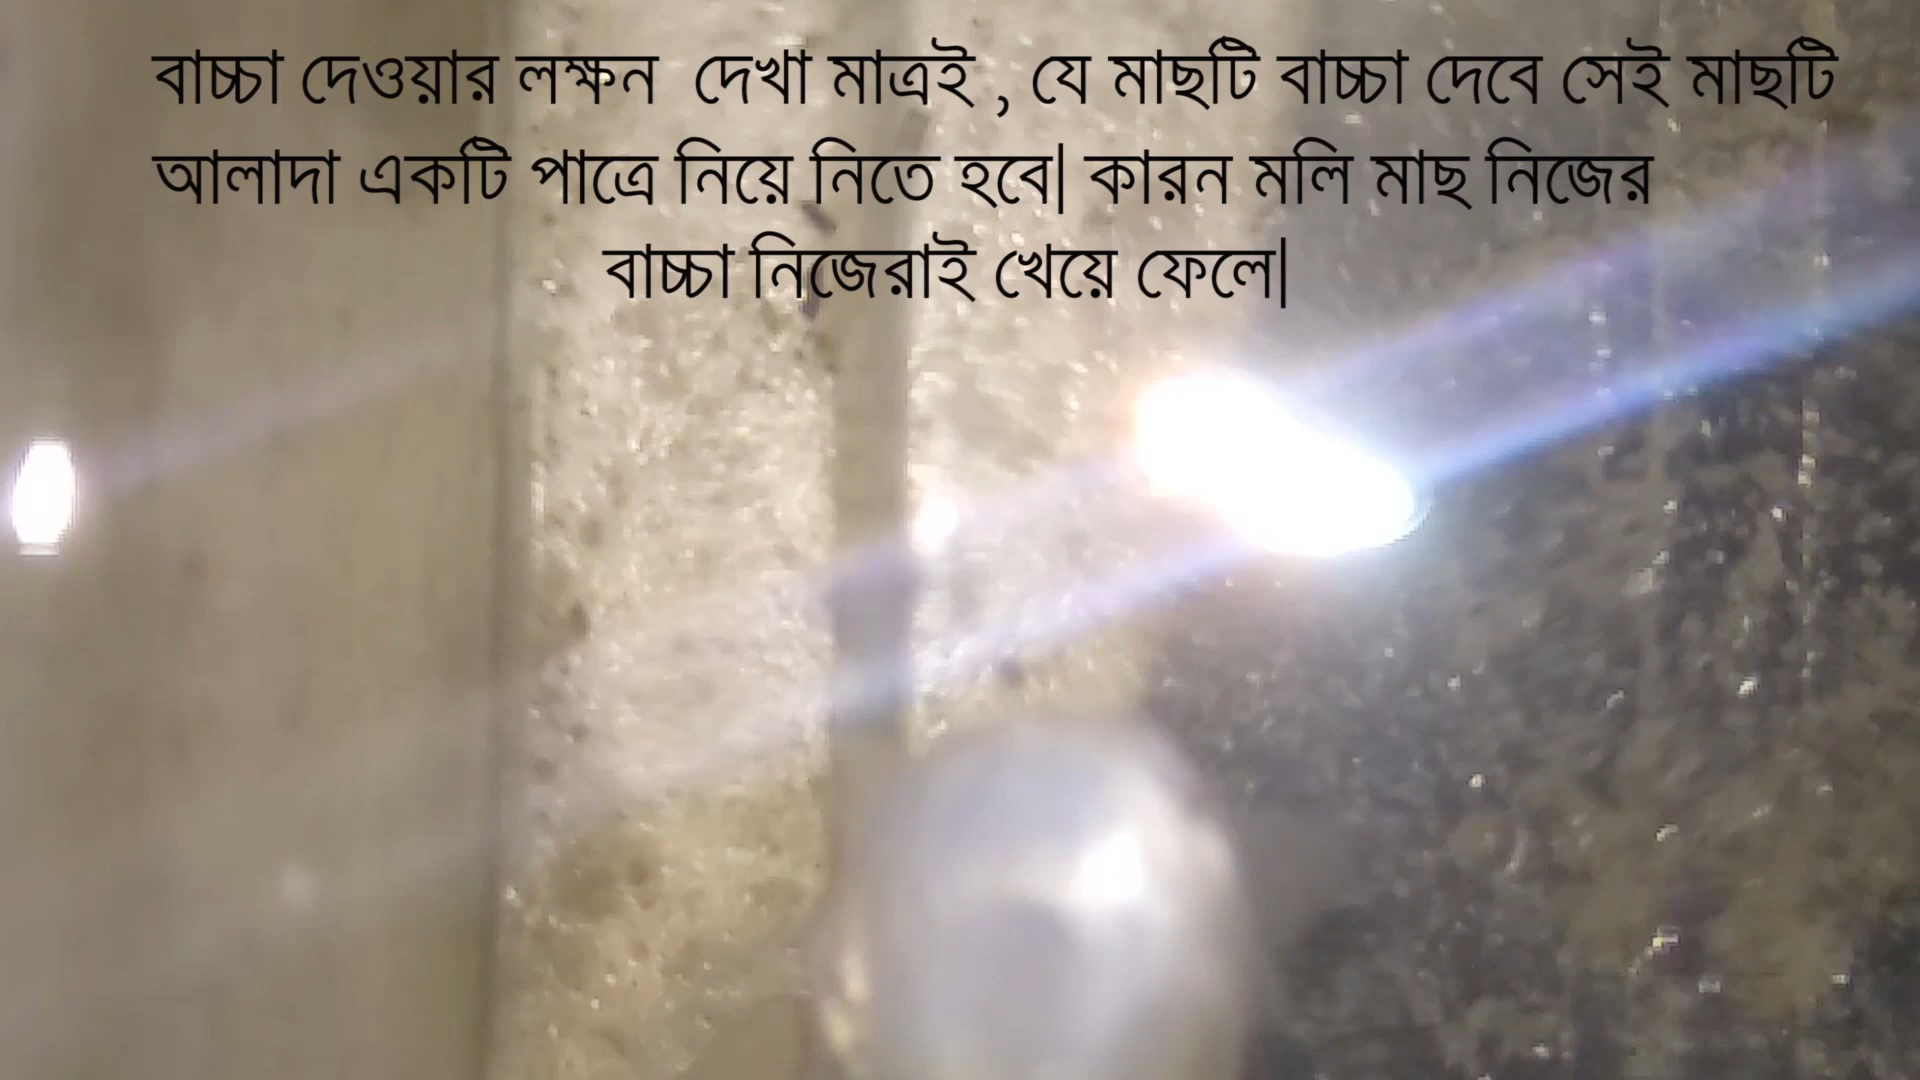 বাচ্চা দেওয়ার লক্ষন  দেখা মাত্রই , যে মাছটি বাচ্চা দেবে সেই মাছটি
আলাদা একটি পাত্রে নিয়ে নিতে হবে| কারন মলি মাছ নিজের
বাচ্চা নিজেরাই খেয়ে ফেলে|